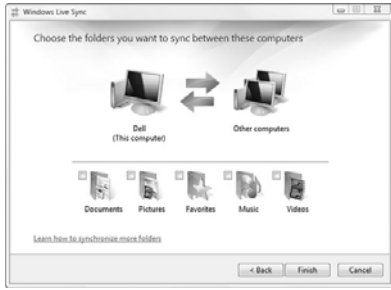 Windows Live Sync
Choose the folders you want to sync between these computers
Dell
(This computer)
Other computers
Documents
Pictures
Favorites
Music
Videos
Learn how to synchronize more folders
< Back
Finish
Cancel